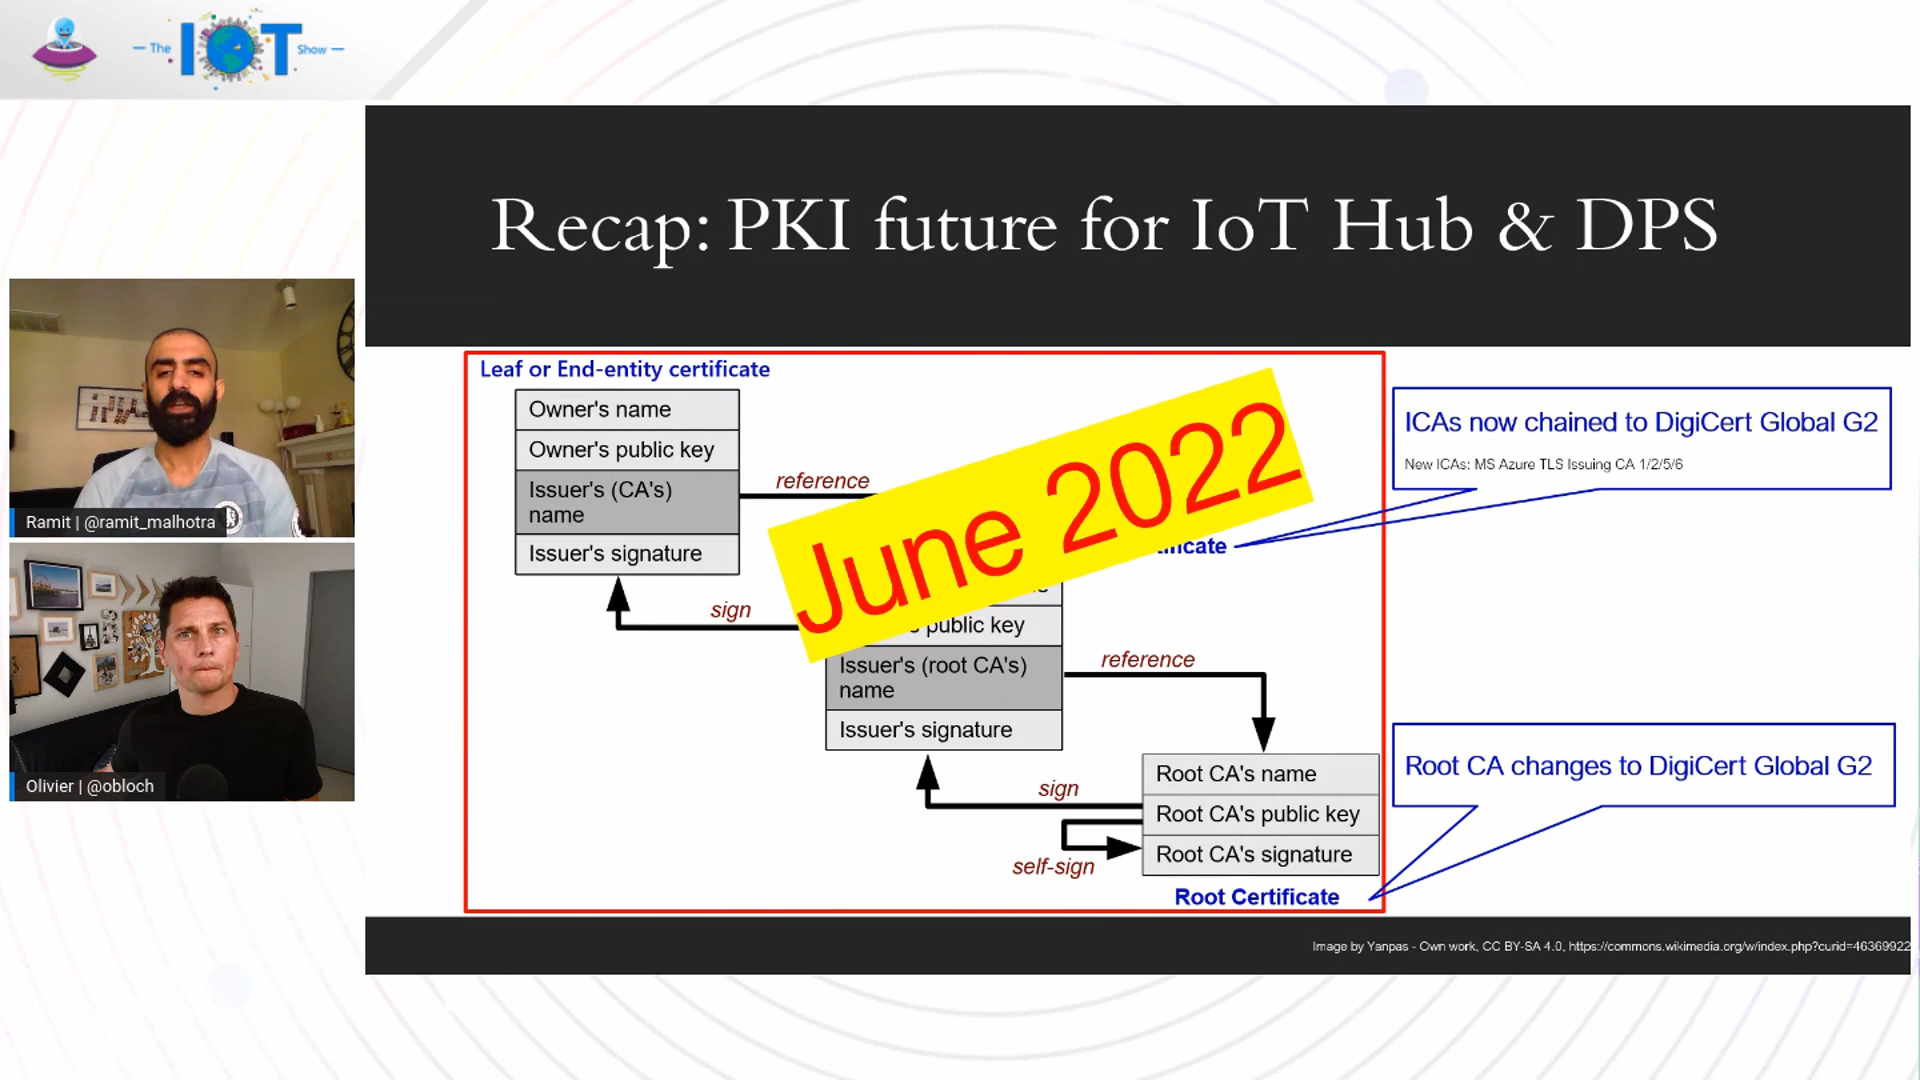 The IOT Show
Recap: PKI future for IoT Hub & DPS
Leaf or End-entity certificate
Owner's name
Owner's public key
Issuer's (CA's)
name
Issuer's signature
reference
sign
June 2022
public key
Issuer's (root CA's)
name
Issuer's signature
reference
sign
self-sign
Root CA's name
Root CA's public key
Root CA's signature
Root Certificate
ICAs now chained to DigiCert Global G2
New ICAs: MS Azure TLS Issuing CA 1/2/5/6
Root CA changes to DigiCert Global G2
Ramit | @ramit_malhotra
Olivier | @obloch
Image by Yanpas - Own work, CC BY-SA 4.0, https://commons.wikimedia.org/w/index.php?curid=46369922